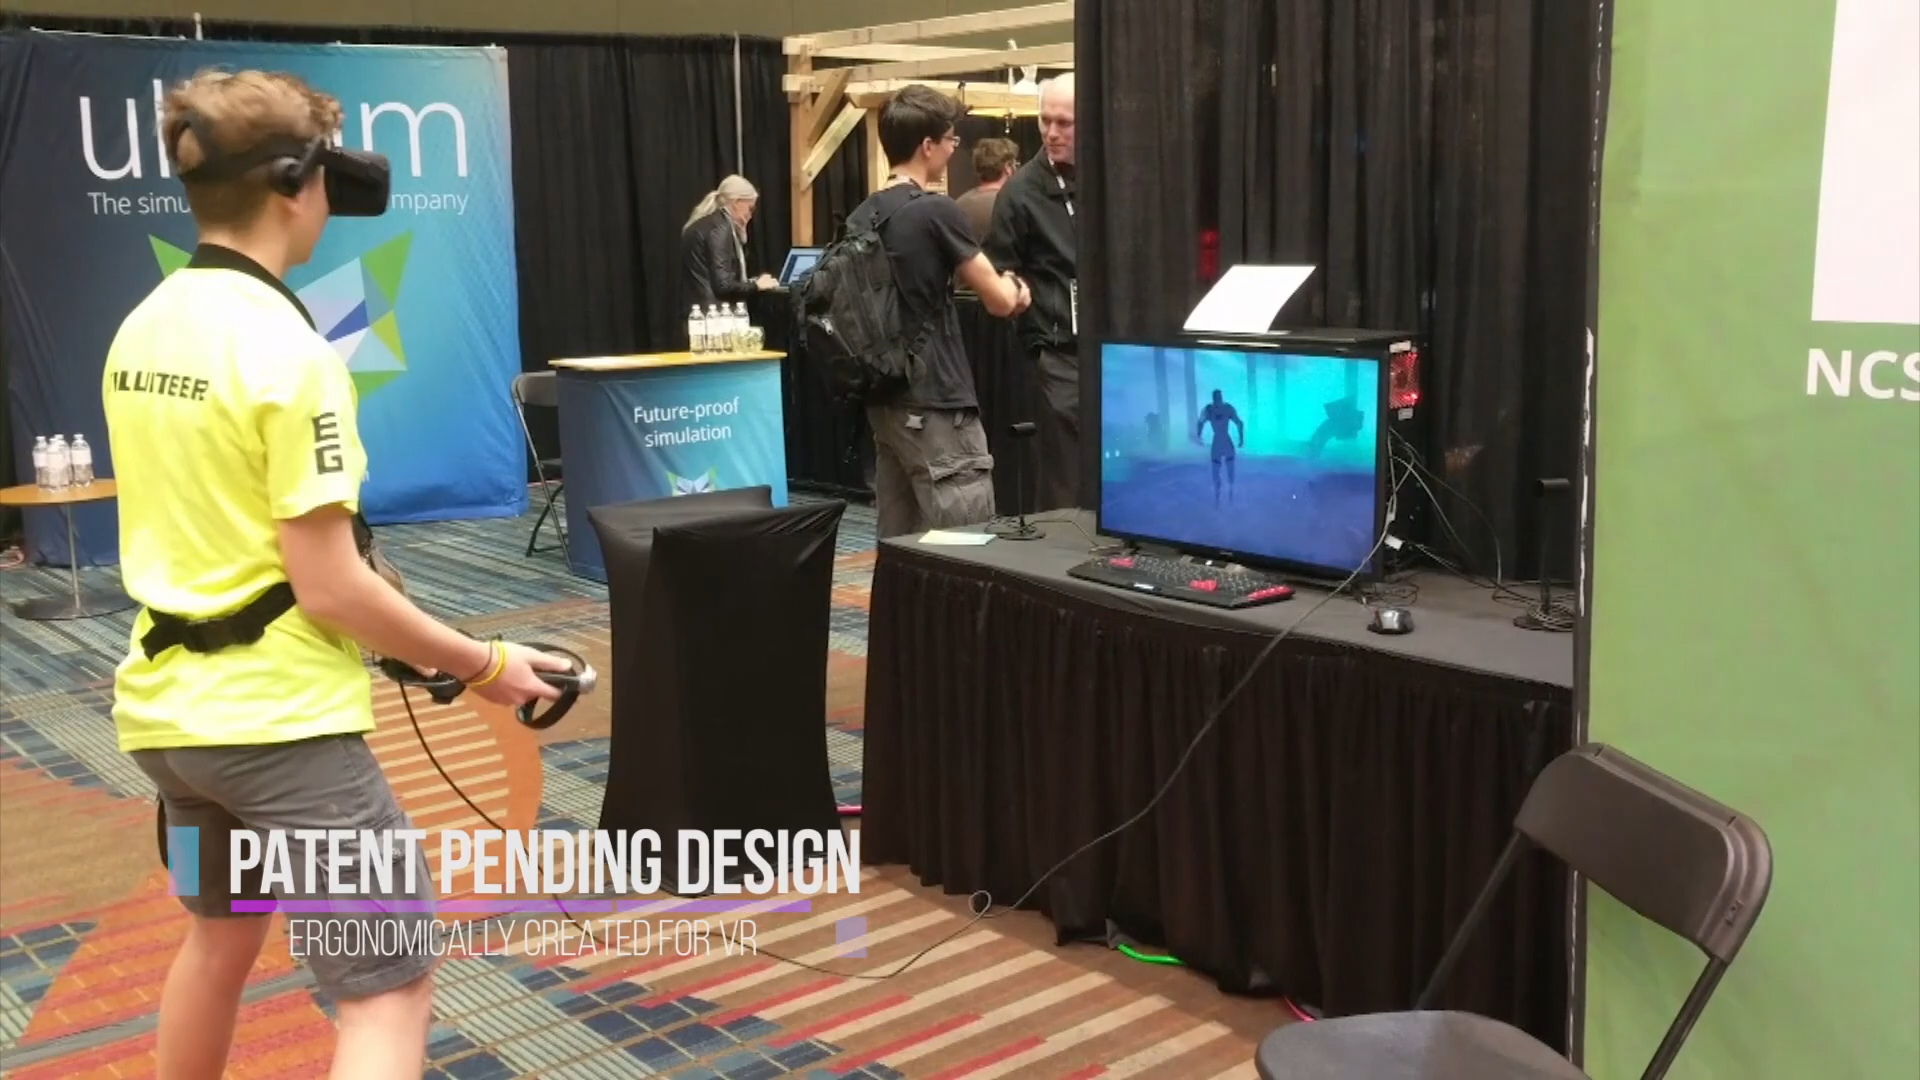 The simu
mpany
Future-proof
simulation
EG
NCS
PATENT PENDING DESIGN
ERGONOMICALLY CREATED FOR VR